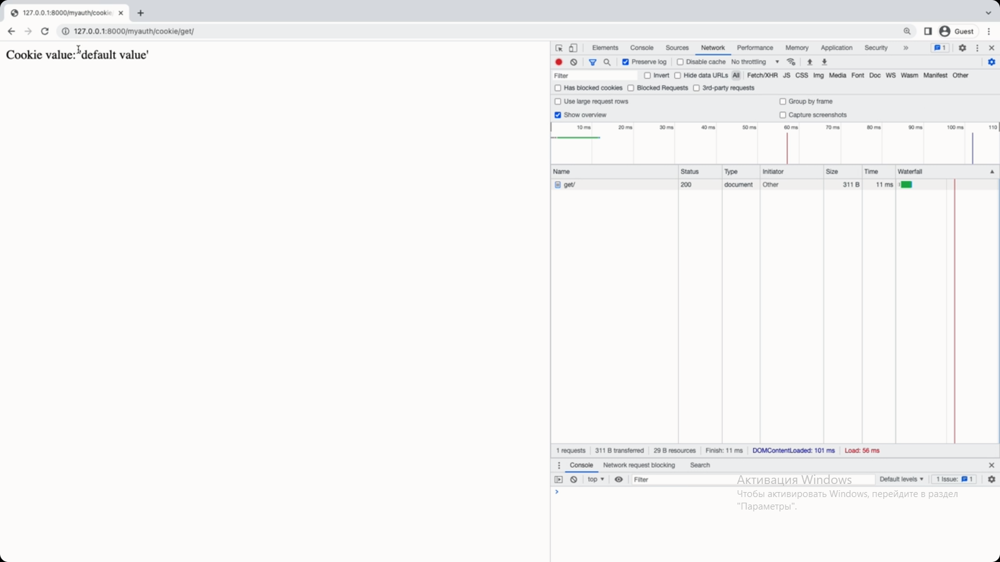 127.0.0.1:8000/myauth/cookie
127.0.0.1:8000/myauth/cookie/get/
Guest
Cookie value: 'default value'
Elements Console Sources Network Performance Memory Application Security » 1
Preserve log Disable cache No throttling
Filter Invert Hide data URLs All Fetch/XHR JS CSS Img Media Font Doc WS Wasm Manifest Other
Has blocked cookies Blocked Requests 3rd-party requests
Use large request rows Group by frame
Show overview Capture screenshots
10 ms 20 ms 30 ms 40 ms 50 ms 60 ms 70 ms 80 ms 90 ms 100 ms 110
Name Status Type Initiator Size Time Waterfall
get/ 200 document Other 311 B 11 ms
1 requests 311 B transferred 29 B resources Finish: 11 ms DOMContentLoaded: 101 ms Load: 56 ms
Console Network request blocking Search
top Filter Default levels 1 Issue: 1
Активация Windows
Чтобы активировать Windows, перейдите в раздел
"Параметры".